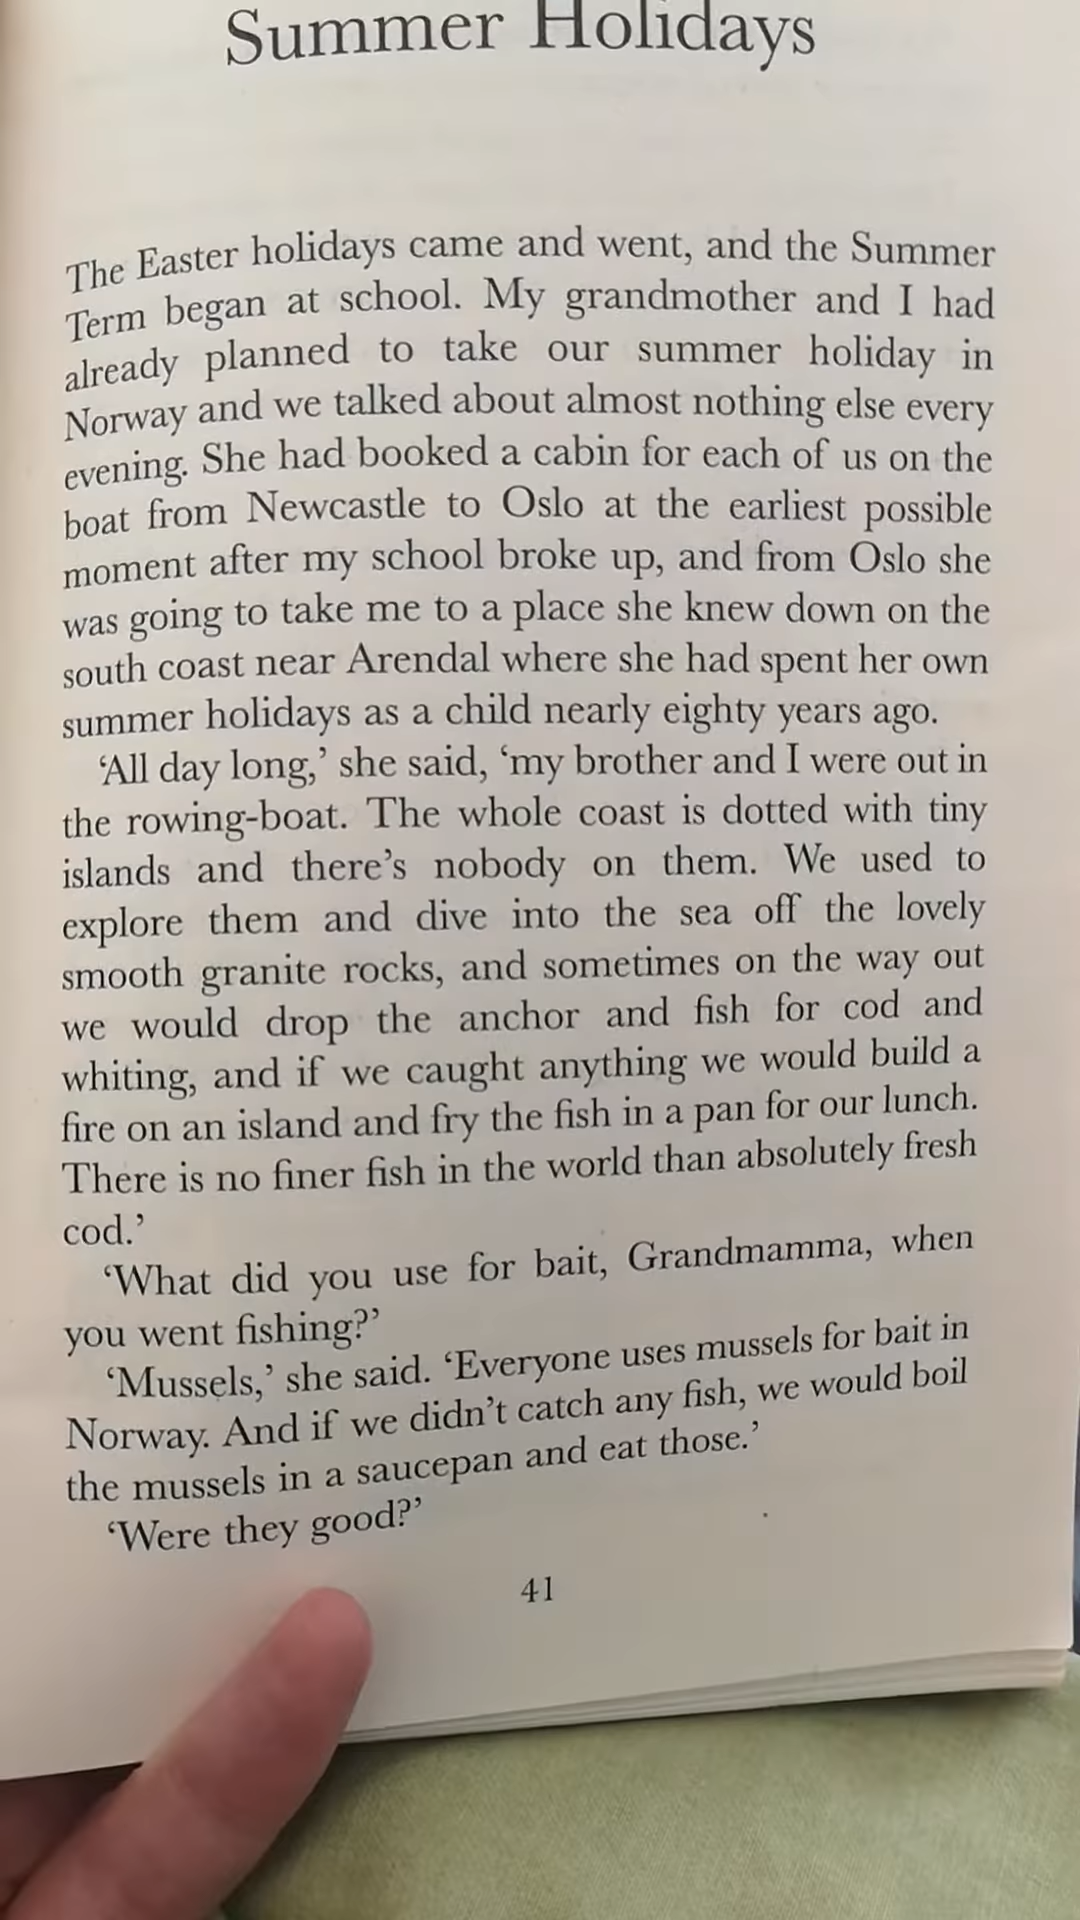 Summer Holidays
The Easter holidays came and went, and the Summer
Term began at school. My grandmother and I had
already planned to take our summer holiday in
Norway and we talked about almost nothing else every
evening. She had booked a cabin for each of us on the
boat from Newcastle to Oslo at the earliest possible
moment after my school broke up, and from Oslo she
was going to take me to a place she knew down on the
south coast near Arendal where she had spent her own
summer holidays as a child nearly eighty years ago.
‘All day long,’ she said, ‘my brother and I were out in
the rowing-boat. The whole coast is dotted with tiny
islands and there’s nobody on them. We used to
explore them and dive into the sea off the lovely
smooth granite rocks, and sometimes on the way out
we would drop the anchor and fish for cod and
whiting, and if we caught anything we would build a
fire on an island and fry the fish in a pan for our lunch.
There is no finer fish in the world than absolutely fresh
cod.’
‘What did you use for bait, Grandmamma, when
you went fishing?’
‘Mussels,’ she said. ‘Everyone uses mussels for bait in
Norway. And if we didn’t catch any fish, we would boil
the mussels in a saucepan and eat those.’
‘Were they good?’
41